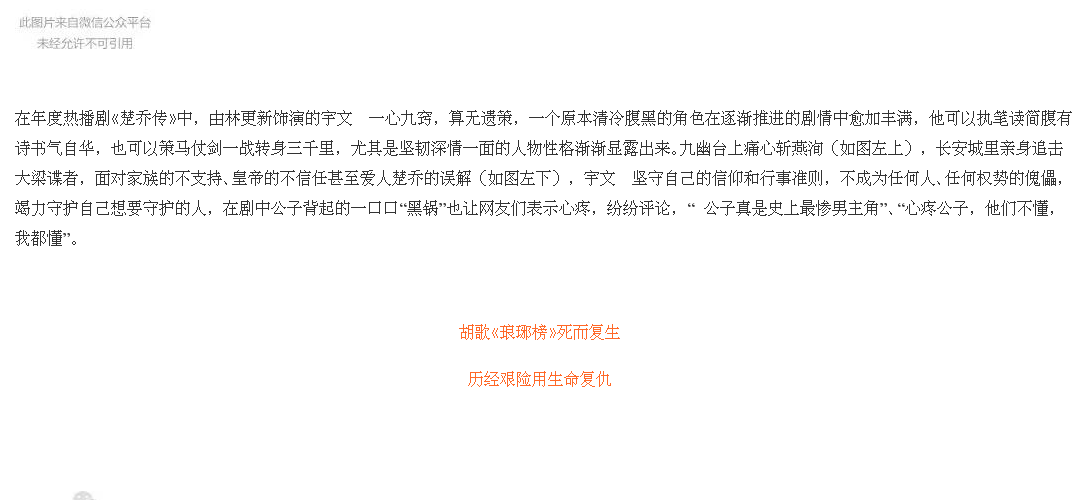 此图片来自微信公众平台
未经允许不可引用
在年度热播剧《楚乔传》中，由林更新饰演的宇文　一心九窍，算无遗策，一个原本清冷腹黑的角色在逐渐推进的剧情中愈加丰满，他可以执笔读简腹有
诗书气自华，也可以策马仗剑一战转身三千里，尤其是坚韧深情一面的人物性格渐渐显露出来。九幽台上痛心斩燕洵（如图左上），长安城里亲身追击
大梁谍者，面对家族的不支持、皇帝的不信任甚至爱人楚乔的误解（如图左下），宇文　坚守自己的信仰和行事准则，不成为任何人、任何权势的傀儡，
竭力守护自己想要守护的人，在剧中公子背起的一口口“黑锅”也让网友们表示心疼，纷纷评论，“ 公子真是史上最惨男主角”、“心疼公子，他们不懂，
我都懂”。
胡歌《琅琊榜》死而复生
历经艰险用生命复仇